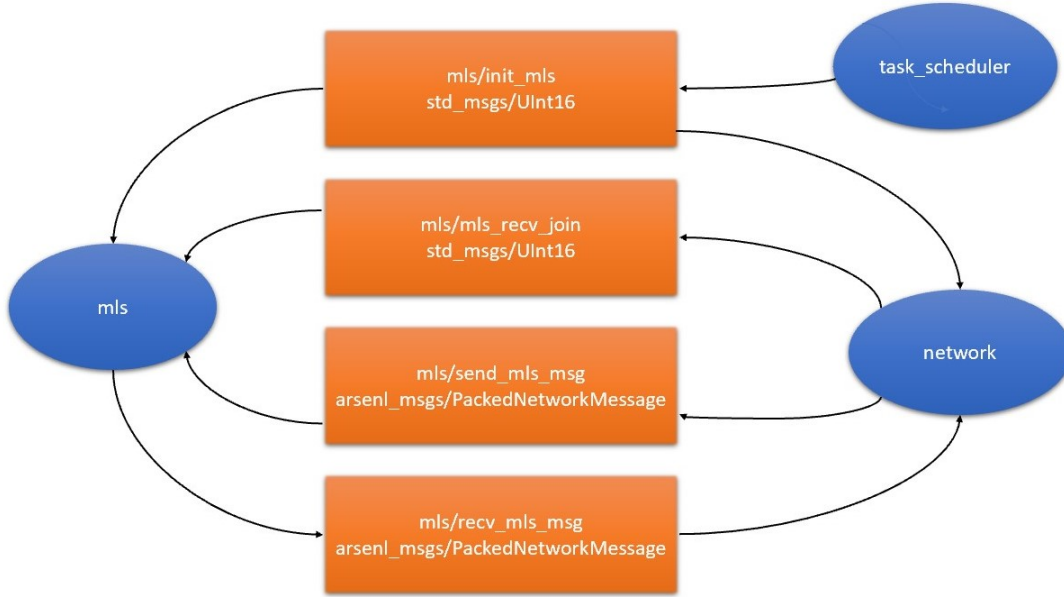 mls/init_mls
std_msgs/UInt16
task_scheduler
mls/mls_recv_join
std_msgs/UInt16
mls
network
mls/send_mls_msg
arsenl_msgs/PackedNetworkMessage
mls/recv_mls_msg
arsenl_msgs/PackedNetworkMessage